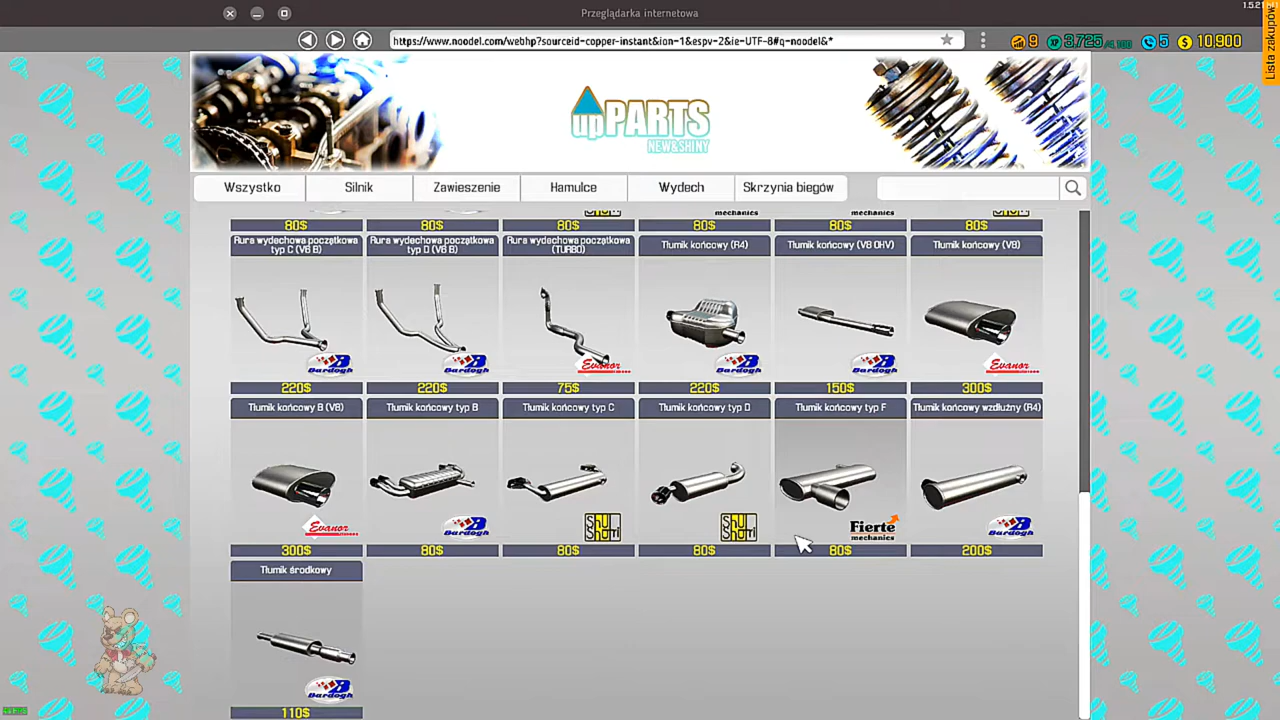 Przeglądarka internetowa
1.5.21
https://www.noodel.com/webhp?sourceid-copper-instant&ion-1&espv-2&ie-UTF-8#q-noodel&*
9 XP 3,725/4,100 5 $ 10,900
Lista zakupów
upPARTS
NEW&SHINY
Wszystko Silnik Zawieszenie Hamulce Wydech Skrzynia biegów
mechanics mechanics
80$ 80$ 80$ 80$ 80$ 80$
Rura wydechowa początkowa typ C (V8 B)
Rura wydechowa początkowa typ D (V8 B)
Rura wydechowa początkowa (TURBO)
Tłumik końcowy (R4)
Tłumik końcowy (V8 OHV)
Tłumik końcowy (V8)
Bardogh Bardogh Evanor Bardogh Bardogh Evanor
220$ 220$ 75$ 220$ 150$ 300$
Tłumik końcowy B (V8) Tłumik końcowy typ B Tłumik końcowy typ C Tłumik końcowy typ D Tłumik końcowy typ F Tłumik końcowy wzdłużny (R4)
Evanor Bardogh Fierte mechanics Bardogh
300$ 80$ 80$ 80$ 80$ 200$
Tłumik środkowy
Bardogh
110$